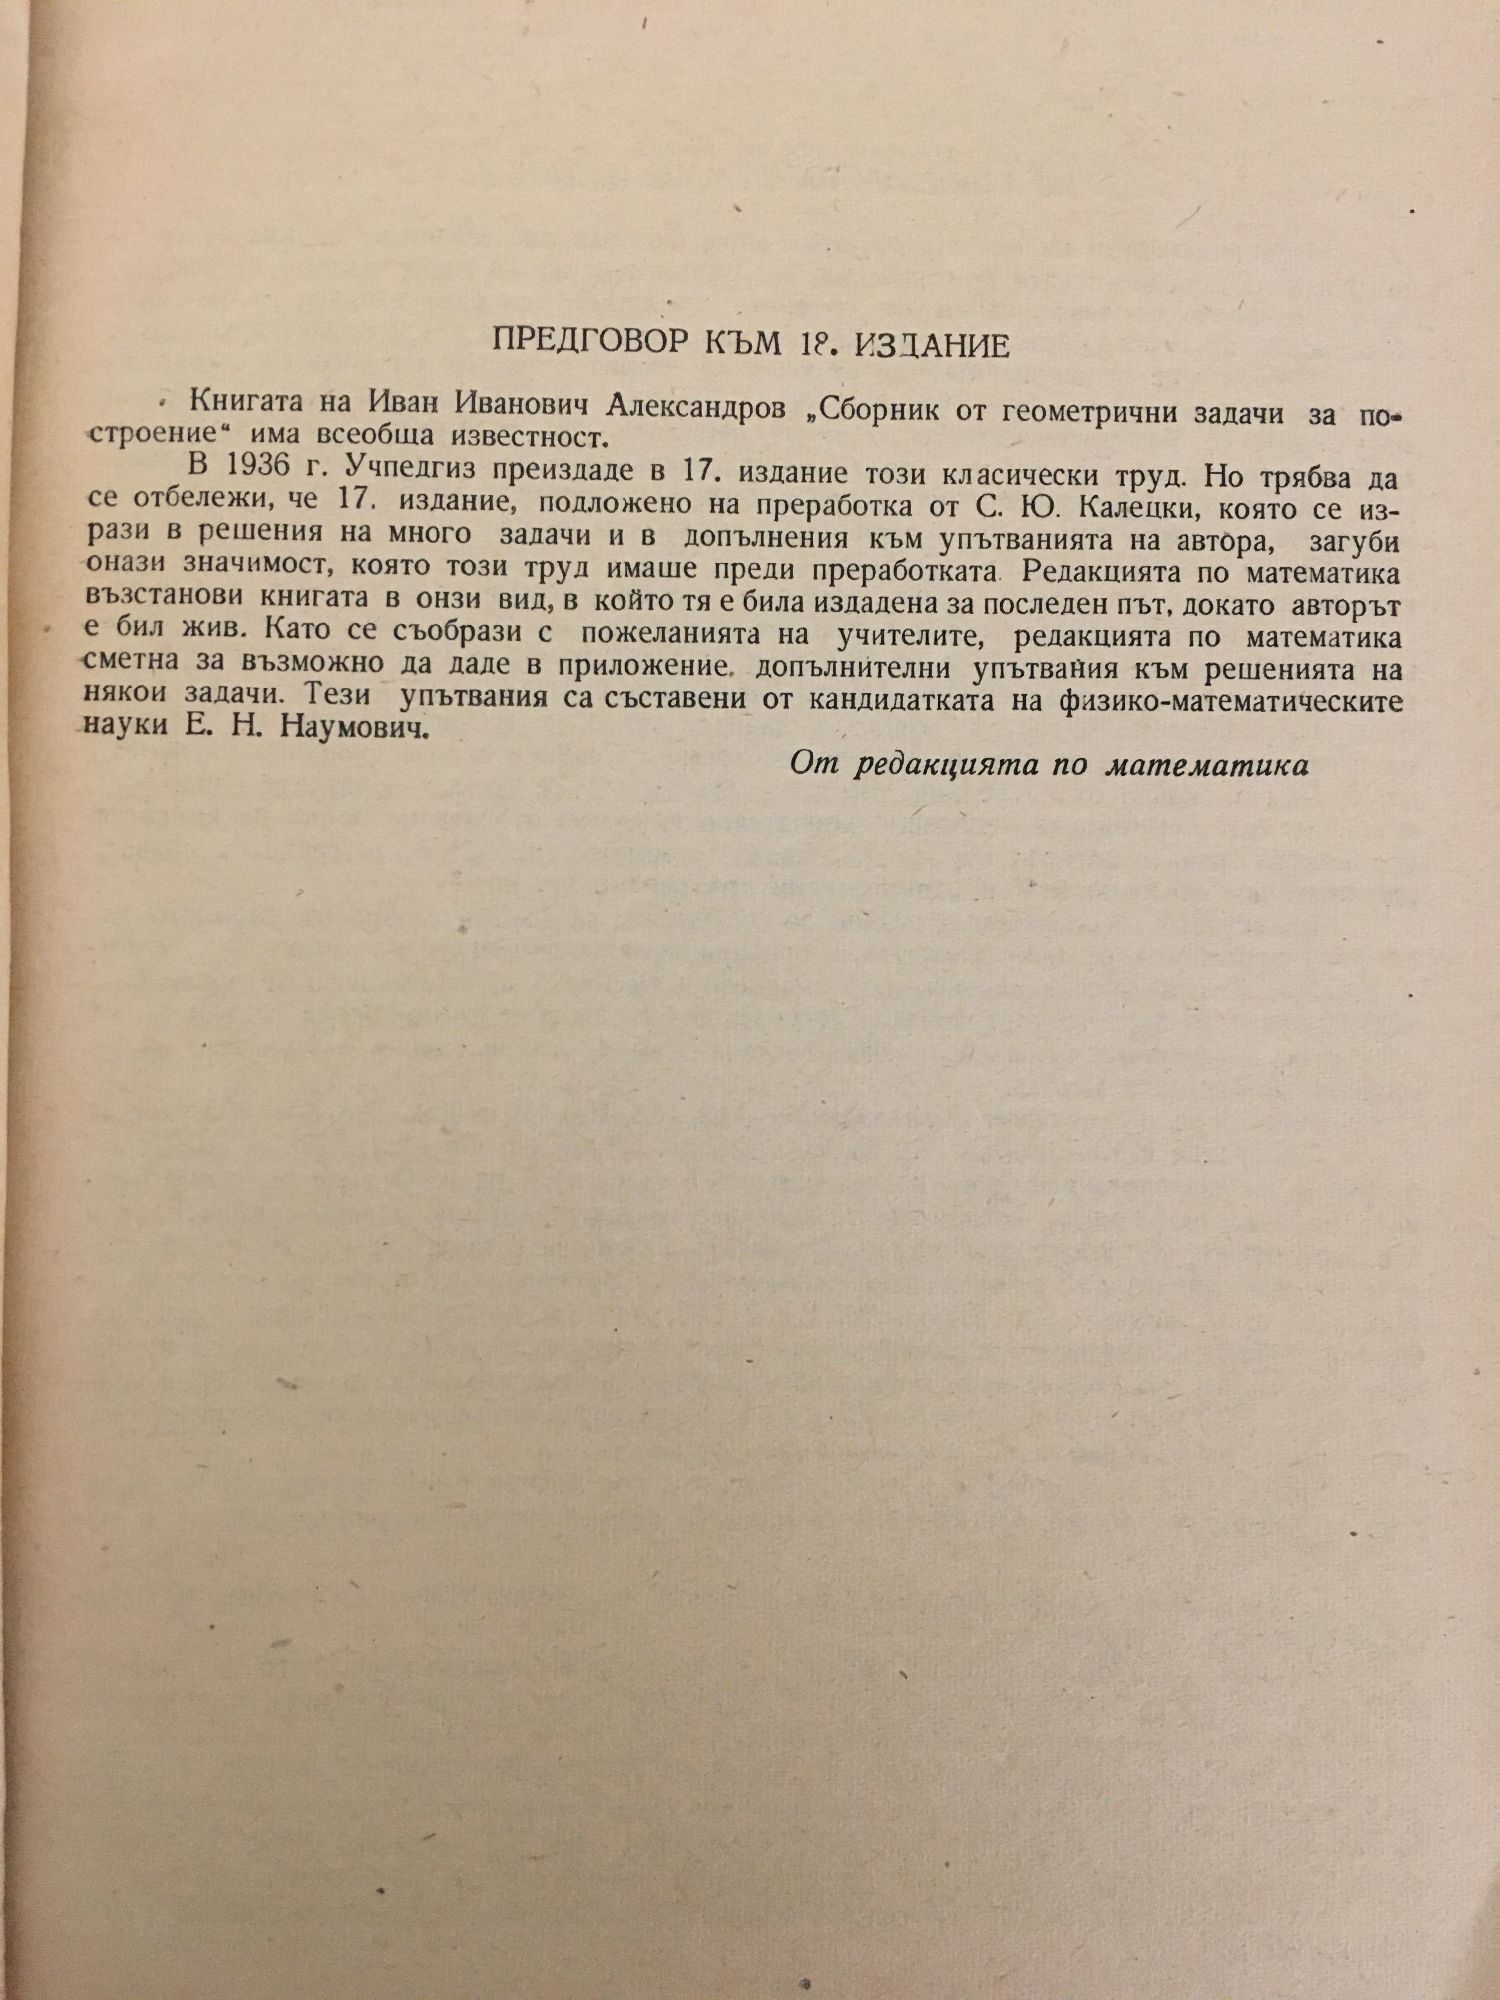 ПРЕДГОВОР КЪМ 18. ИЗДАНИЕ
Книгата на Иван Иванович Александров „Сборник от геометрични задачи за по-
строение“ има всеобща известност.
В 1936 г. Учпедгиз преиздаде в 17. издание този класически труд. Но трябва да
се отбележи, че 17. издание, подложено на преработка от С. Ю. Калецки, която се из-
рази в решения на много задачи и в допълнения към упътванията на автора, загуби
онази значимост, която този труд имаше преди преработката. Редакцията по математика
възстанови книгата в онзи вид, в който тя е била издадена за последен път, докато авторът
е бил жив. Като се съобрази с пожеланията на учителите, редакцията по математика
сметна за възможно да даде в приложение. допълнителни упътвания към решенията на
някои задачи. Тези упътвания са съставени от кандидатката на физико-математическите
науки Е. Н. Наумович.
От редакцията по математика